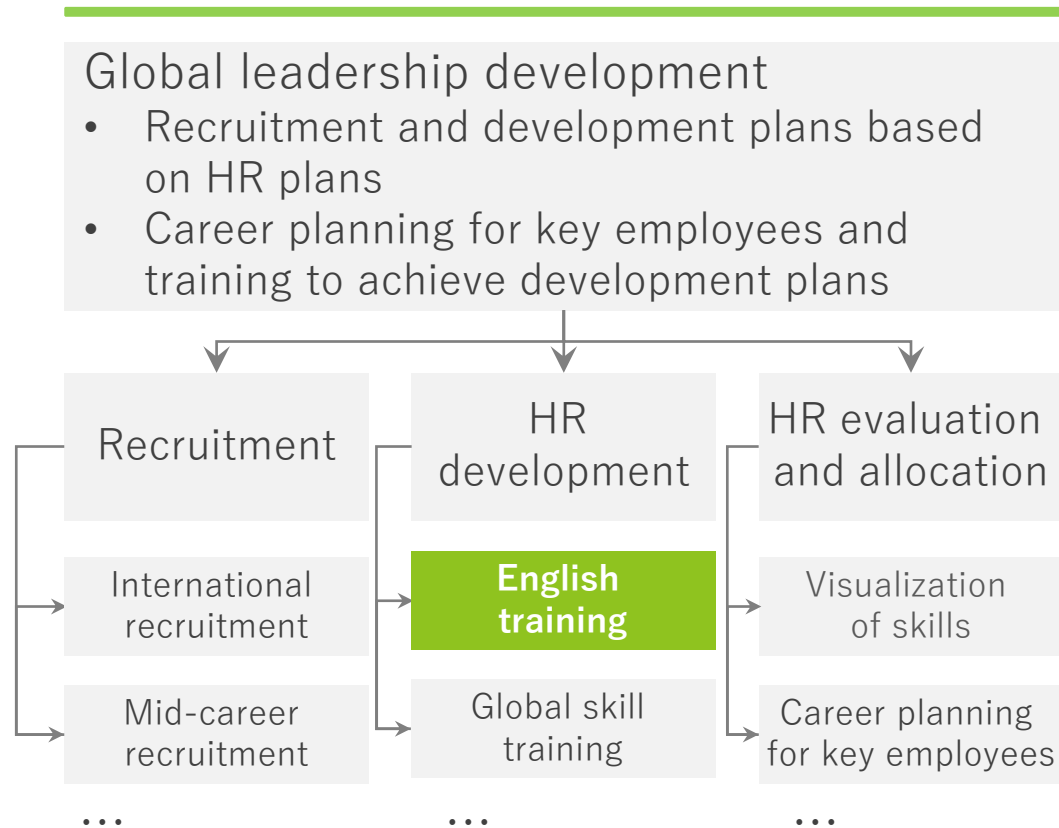 Global leadership development
• Recruitment and development plans based
on HR plans
• Career planning for key employees and
training to achieve development plans
Recruitment
HR
development
HR evaluation
and allocation
International
recruitment
English
training
Visualization
of skills
Mid-career
recruitment
Global skill
training
Career planning
for key employees
… … …